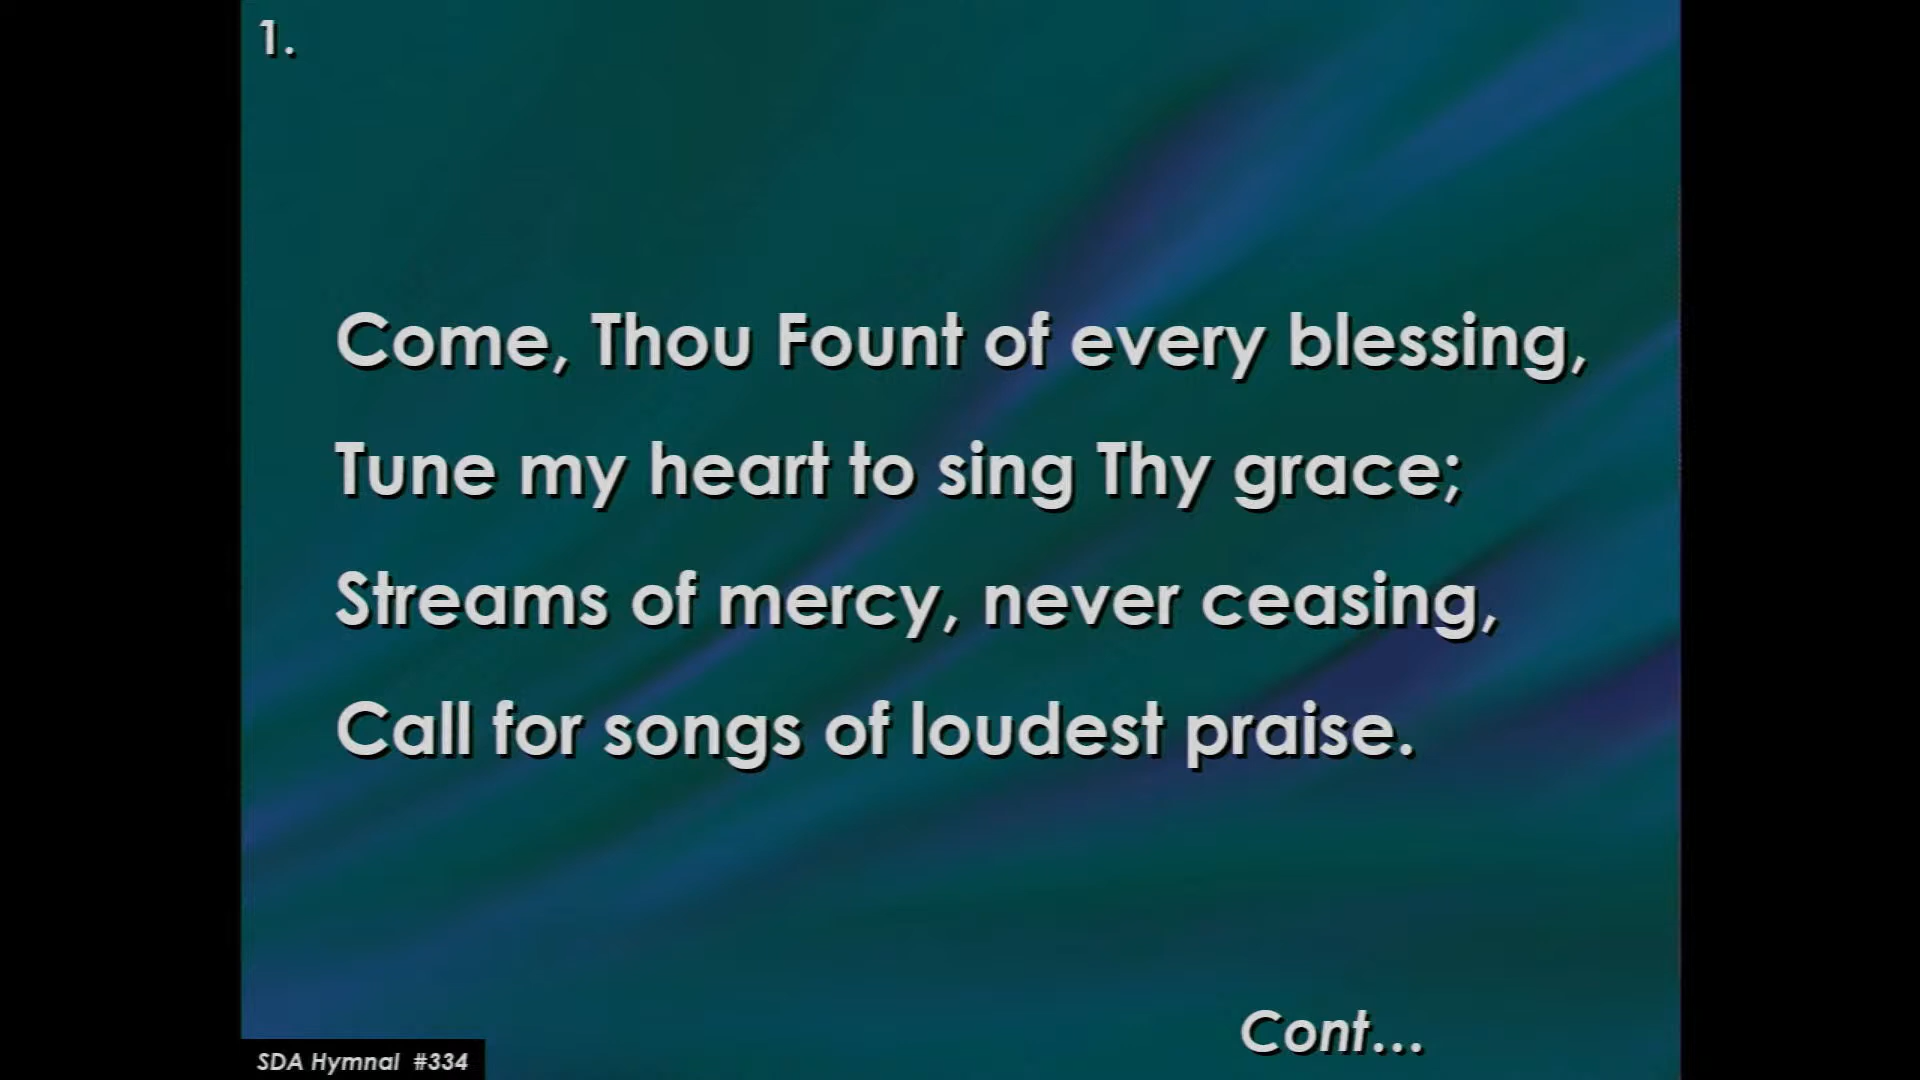 1.
Come, Thou Fount of every blessing,
Tune my heart to sing Thy grace;
Streams of mercy, never ceasing,
Call for songs of loudest praise.
Cont...
SDA Hymnal #334